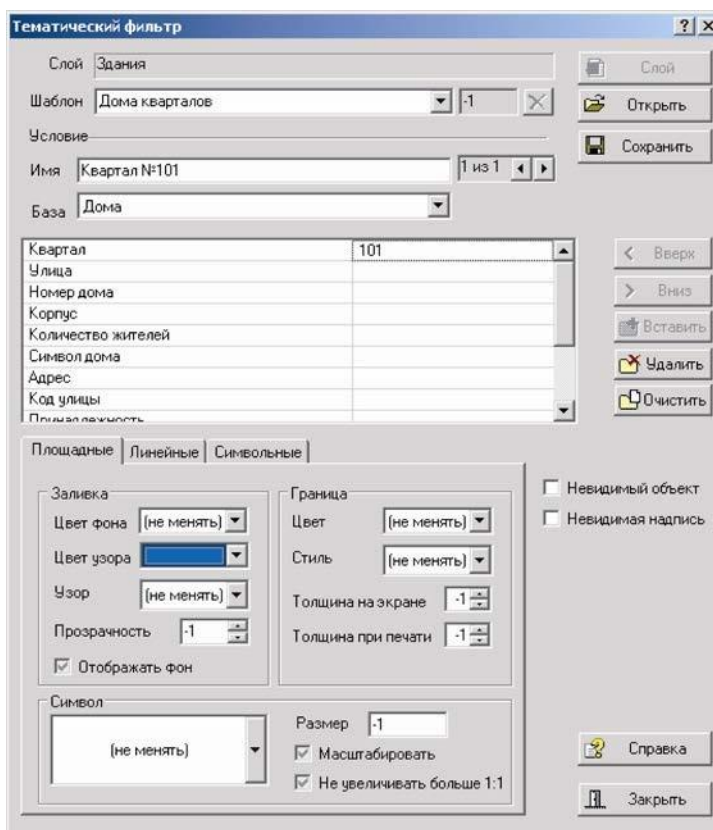 Тематический фильтр
Слой Здания Слой
Шаблон Дома кварталов -1 Открыть
Условие Сохранить
Имя Квартал №101 1 из 1
База Дома
Квартал 101
Улица
Номер дома
Корпус
Количество жителей
Символ дома
Адрес
Код улицы
Принадлежность
Вверх
Вниз
Вставить
Удалить
Очистить
Площадные Линейные Символьные
Заливка
Цвет фона (не менять)
Цвет узора
Узор (не менять)
Прозрачность -1
Отображать фон
Граница
Цвет (не менять)
Стиль (не менять)
Толщина на экране -1
Толщина при печати -1
Невидимый объект
Невидимая надпись
Символ
(не менять)
Размер -1
Масштабировать
Не увеличивать больше 1:1
Справка
Закрыть